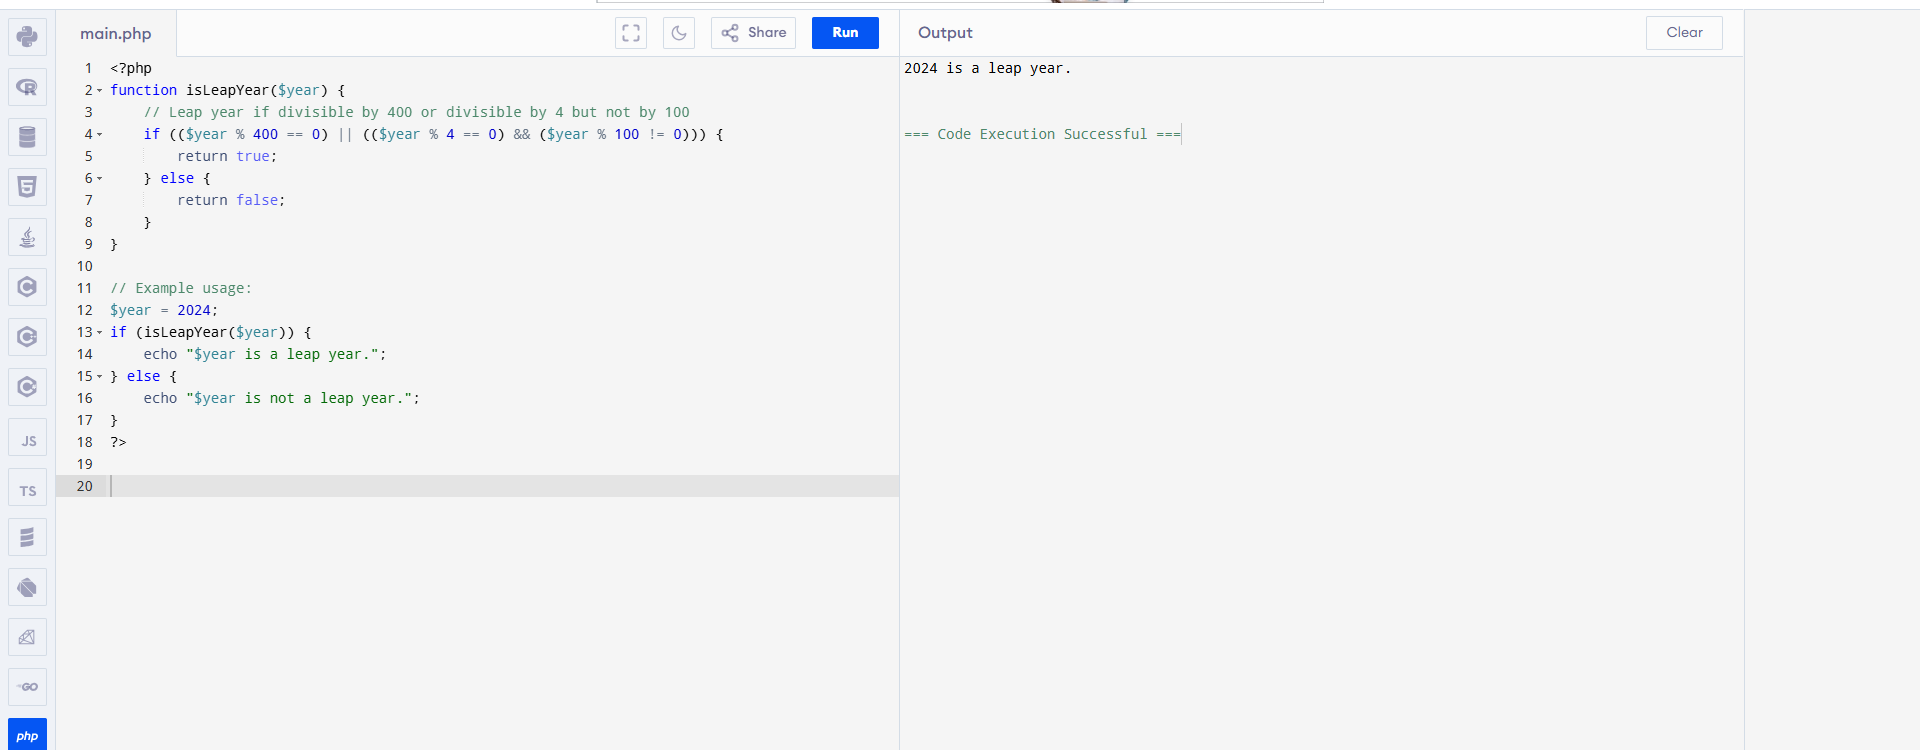 main.php
Share
Run
Output
Clear
1 <?php
2 function isLeapYear($year) {
3     // Leap year if divisible by 400 or divisible by 4 but not by 100
4     if (($year % 400 == 0) || (($year % 4 == 0) && ($year % 100 != 0))) {
5         return true;
6     } else {
7         return false;
8     }
9 }
10
11 // Example usage:
12 $year = 2024;
13 if (isLeapYear($year)) {
14     echo "$year is a leap year.";
15 } else {
16     echo "$year is not a leap year.";
17 }
18 ?>
19
20
2024 is a leap year.
=== Code Execution Successful ===
R
5
C
C
C
JS
TS
GO
php